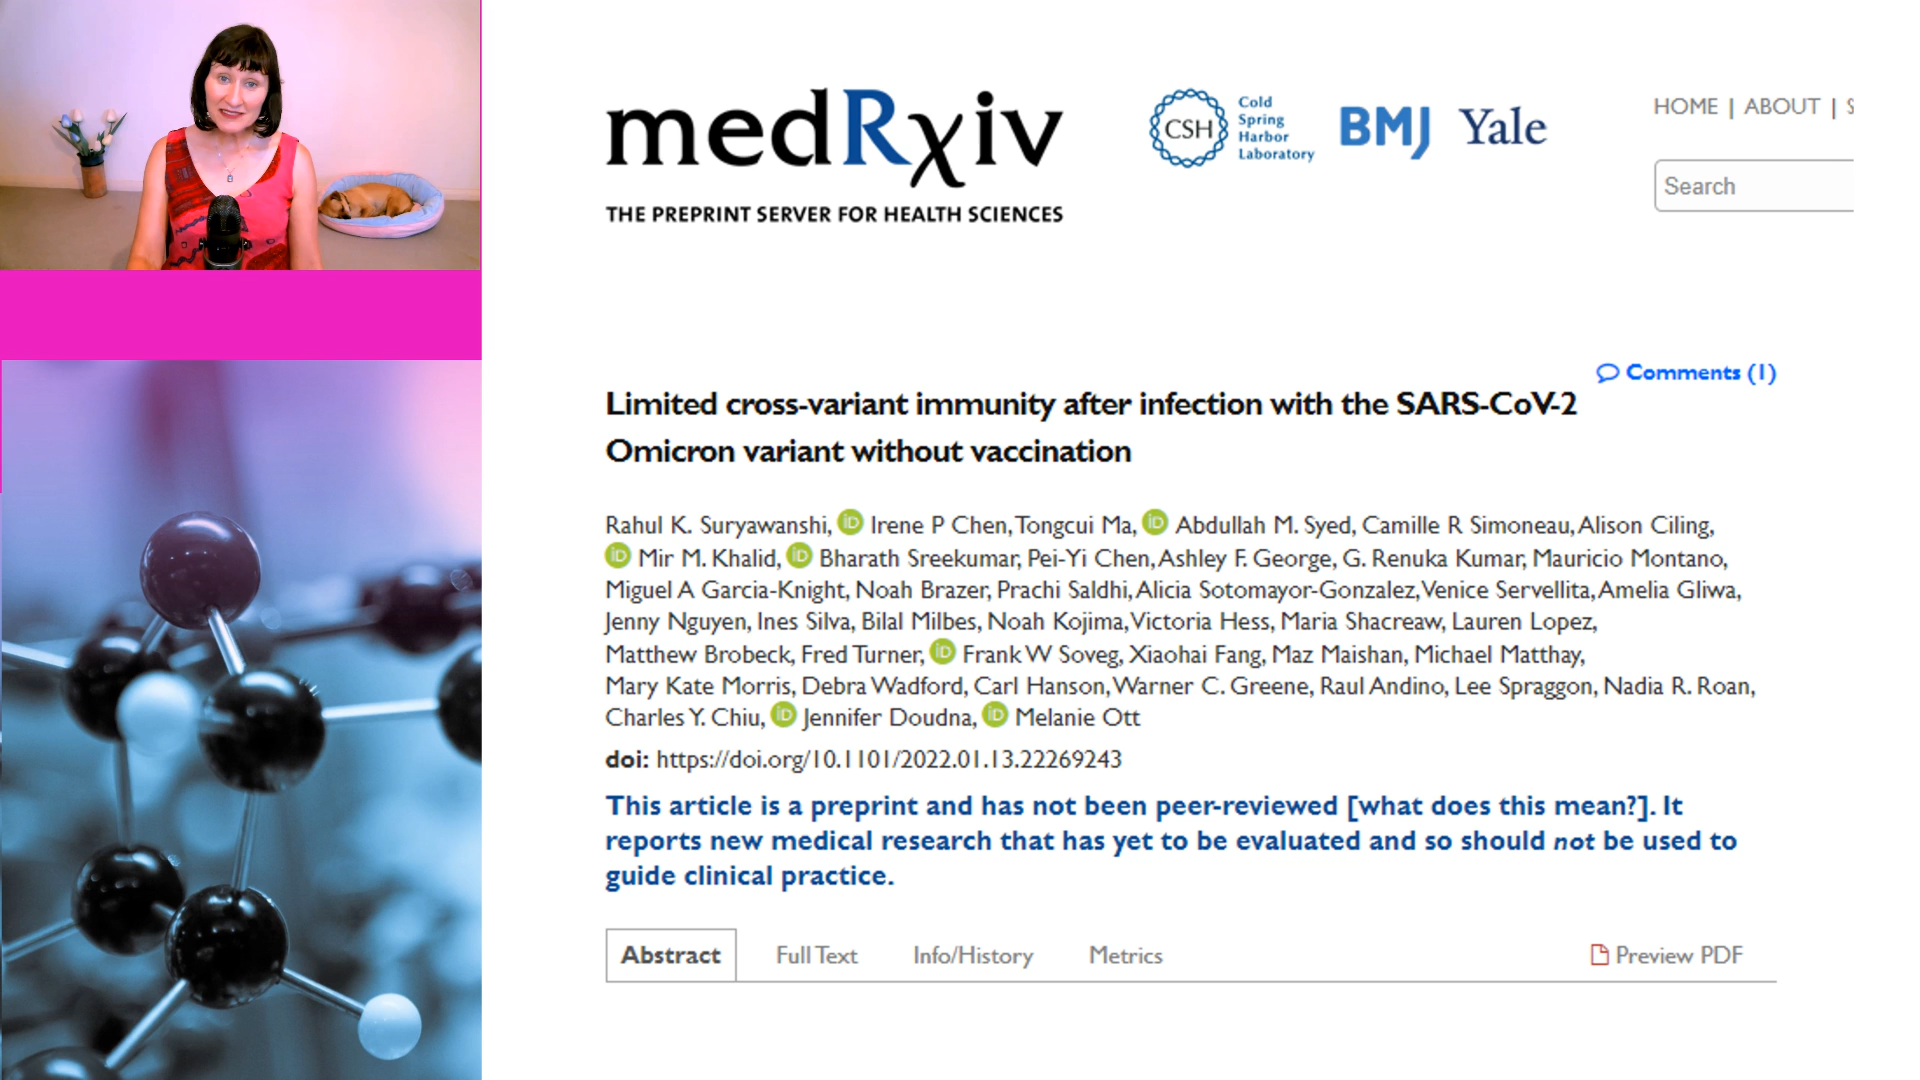 medRxiv
THE PREPRINT SERVER FOR HEALTH SCIENCES
CSH
Cold
Spring
Harbor
Laboratory
BMJ
Yale
HOME | ABOUT | S
Search
Comments (1)
Limited cross-variant immunity after infection with the SARS-CoV-2
Omicron variant without vaccination
Rahul K. Suryawanshi, iD Irene P Chen, Tongcui Ma, iD Abdullah M. Syed, Camille R Simoneau, Alison Ciling,
iD Mir M. Khalid, iD Bharath Sreekumar, Pei-Yi Chen, Ashley F. George, G. Renuka Kumar, Mauricio Montano,
Miguel A Garcia-Knight, Noah Brazer, Prachi Saldhi, Alicia Sotomayor-Gonzalez, Venice Servellita, Amelia Gliwa,
Jenny Nguyen, Ines Silva, Bilal Milbes, Noah Kojima, Victoria Hess, Maria Shacreaw, Lauren Lopez,
Matthew Brobeck, Fred Turner, iD Frank W Soveg, Xiaohai Fang, Maz Maishan, Michael Matthay,
Mary Kate Morris, Debra Wadford, Carl Hanson, Warner C. Greene, Raul Andino, Lee Spraggon, Nadia R. Roan,
Charles Y. Chiu, iD Jennifer Doudna, iD Melanie Ott
doi: https://doi.org/10.1101/2022.01.13.22269243
This article is a preprint and has not been peer-reviewed [what does this mean?]. It
reports new medical research that has yet to be evaluated and so should not be used to
guide clinical practice.
Abstract
Full Text
Info/History
Metrics
Preview PDF